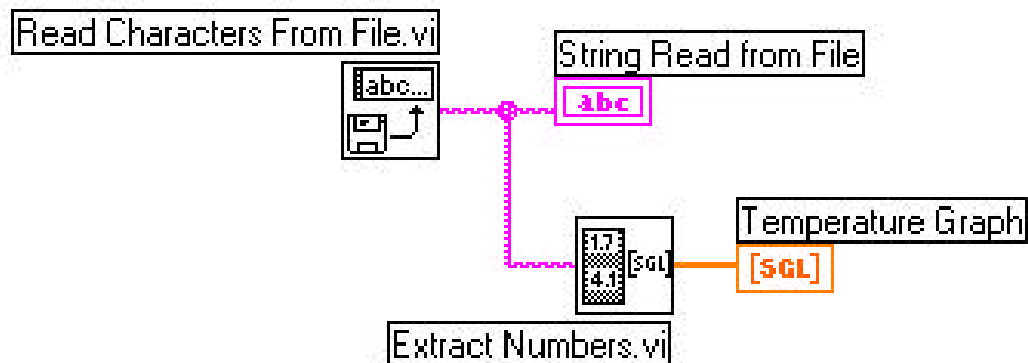 Read Characters From File.vi
String Read from File
abc...
abc
Temperature Graph
1.7
[SGL]
4.1
[SGL]
Extract Numbers.vi